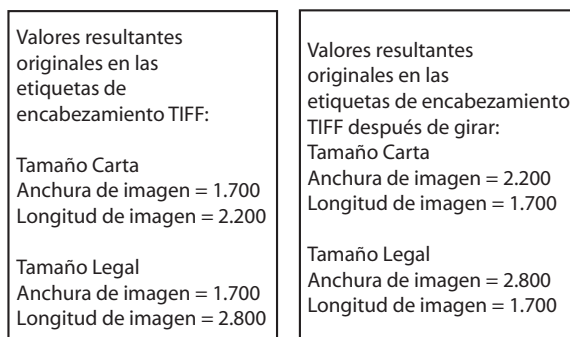 Valores resultantes
originales en las
etiquetas de
encabezamiento TIFF:
Tamaño Carta
Anchura de imagen = 1.700
Longitud de imagen = 2.200
Tamaño Legal
Anchura de imagen = 1.700
Longitud de imagen = 2.800
Valores resultantes
originales en las
etiquetas de encabezamiento
TIFF después de girar:
Tamaño Carta
Anchura de imagen = 2.200
Longitud de imagen = 1.700
Tamaño Legal
Anchura de imagen = 2.800
Longitud de imagen = 1.700